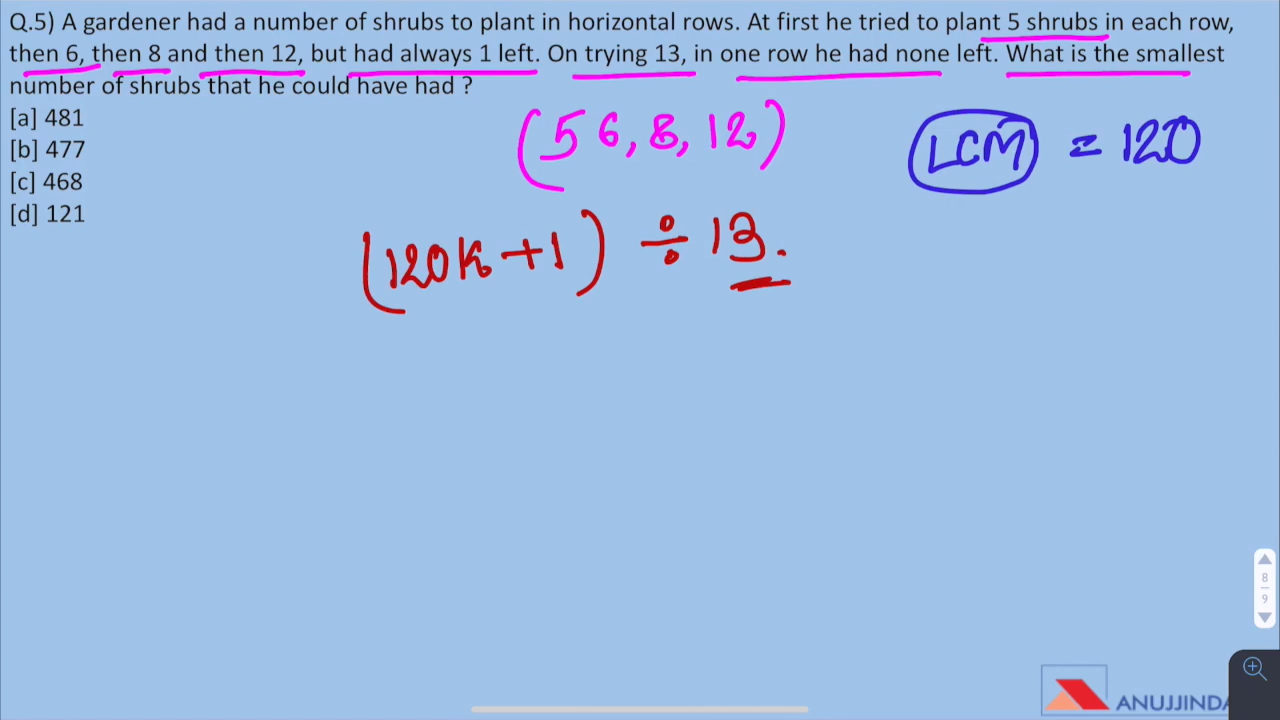 Q.5) A gardener had a number of shrubs to plant in horizontal rows. At first he tried to plant 5 shrubs in each row,
then 6, then 8 and then 12, but had always 1 left. On trying 13, in one row he had none left. What is the smallest
number of shrubs that he could have had ?
[a] 481
[b] 477
[c] 468
[d] 121
(5 6, 8, 12)
LCM = 120
(120K+1) ÷ 13.
8
9
ANUJJINDA